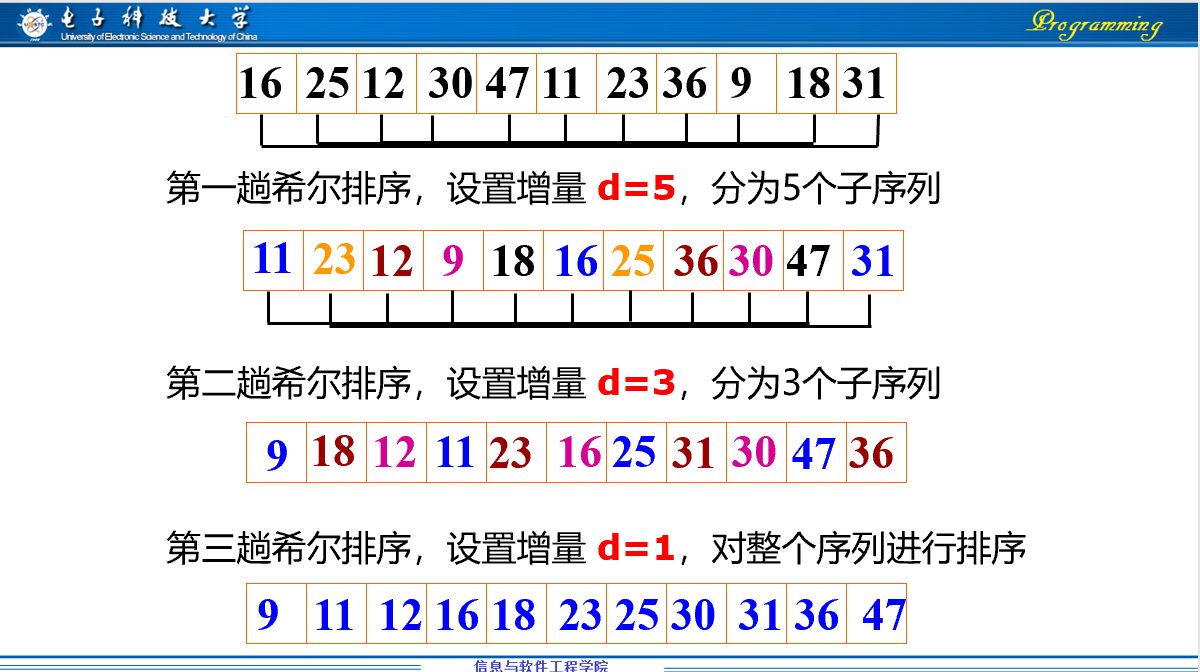 电子科技大学
University of Electronic Science and Technology of China
Programming
16 25 12 30 47 11 23 36 9 18 31
第一趟希尔排序，设置增量 d=5，分为5个子序列
11 23 12 9 18 16 25 36 30 47 31
第二趟希尔排序，设置增量 d=3，分为3个子序列
9 18 12 11 23 16 25 31 30 47 36
第三趟希尔排序，设置增量 d=1，对整个序列进行排序
9 11 12 16 18 23 25 30 31 36 47
信息与软件工程学院